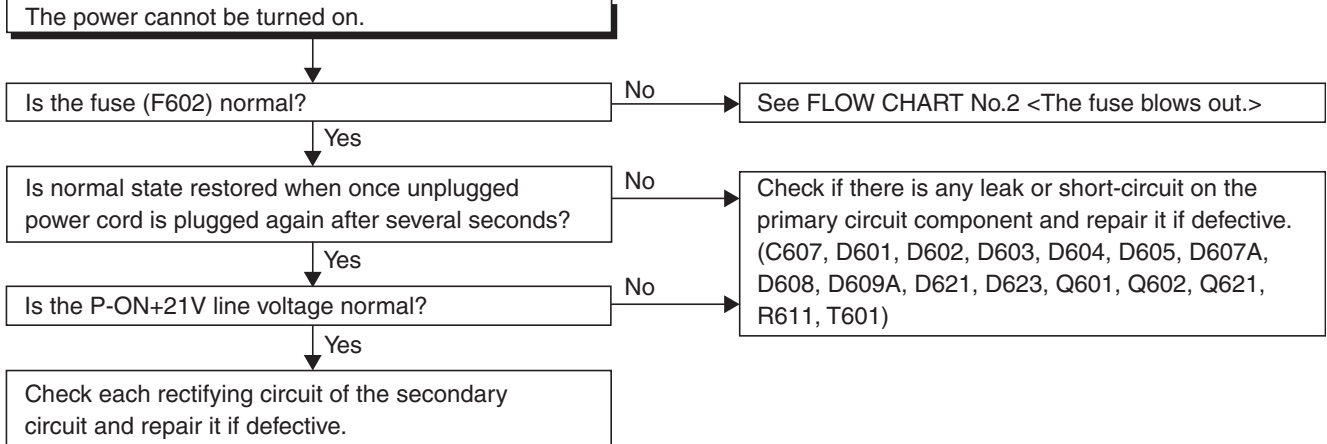 The power cannot be turned on.
Is the fuse (F602) normal?
No
See FLOW CHART No.2 <The fuse blows out.>
Yes
Is normal state restored when once unplugged
power cord is plugged again after several seconds?
No
Check if there is any leak or short-circuit on the
primary circuit component and repair it if defective.
(C607, D601, D602, D603, D604, D605, D607A,
D608, D609A, D621, D623, Q601, Q602, Q621,
R611, T601)
Yes
Is the P-ON+21V line voltage normal?
No
Yes
Check each rectifying circuit of the secondary
circuit and repair it if defective.